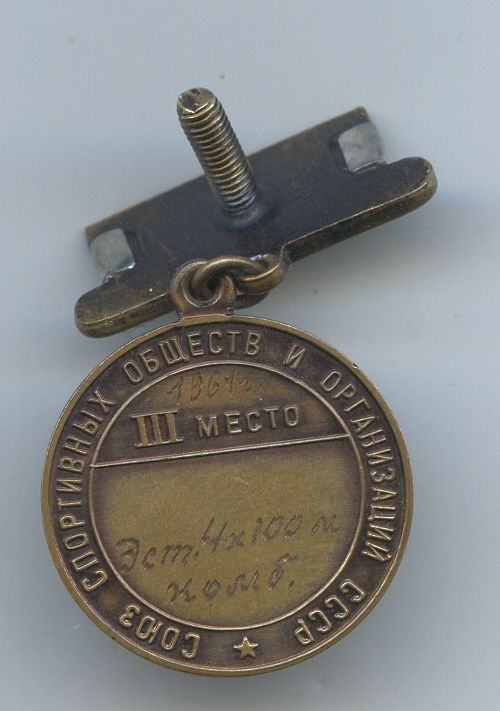 СОЮЗ СПОРТИВНЫХ ОБЩЕСТВ И ОРГАНИЗАЦИЙ СССР
1961г.
III МЕСТО
Эст. 4х100 м
комб.